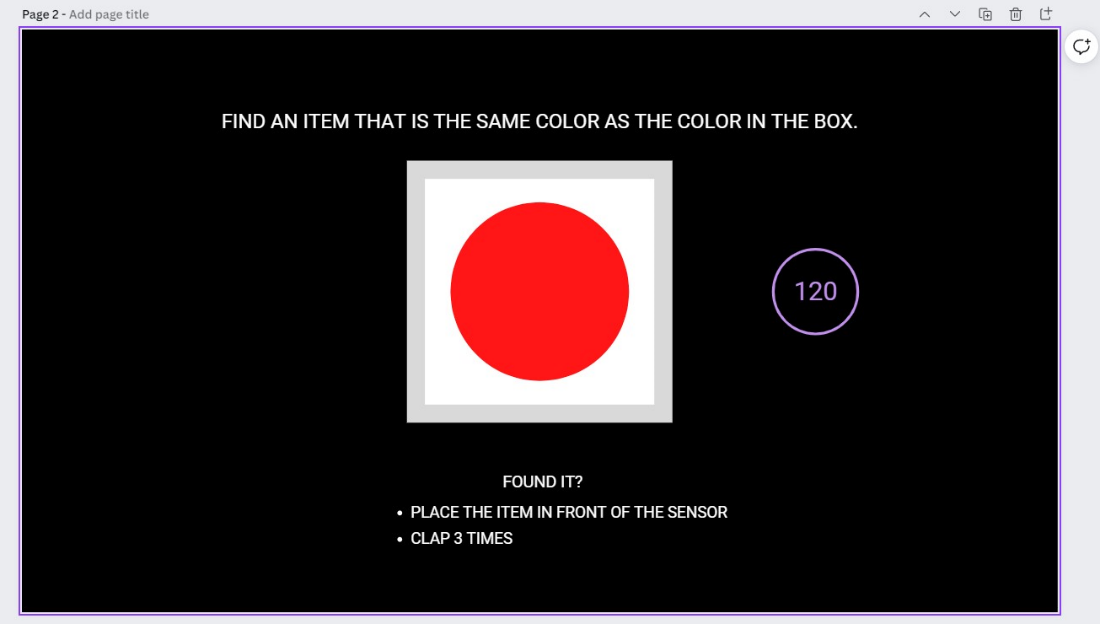 Page 2 - Add page title
FIND AN ITEM THAT IS THE SAME COLOR AS THE COLOR IN THE BOX.
120
FOUND IT?
• PLACE THE ITEM IN FRONT OF THE SENSOR
• CLAP 3 TIMES